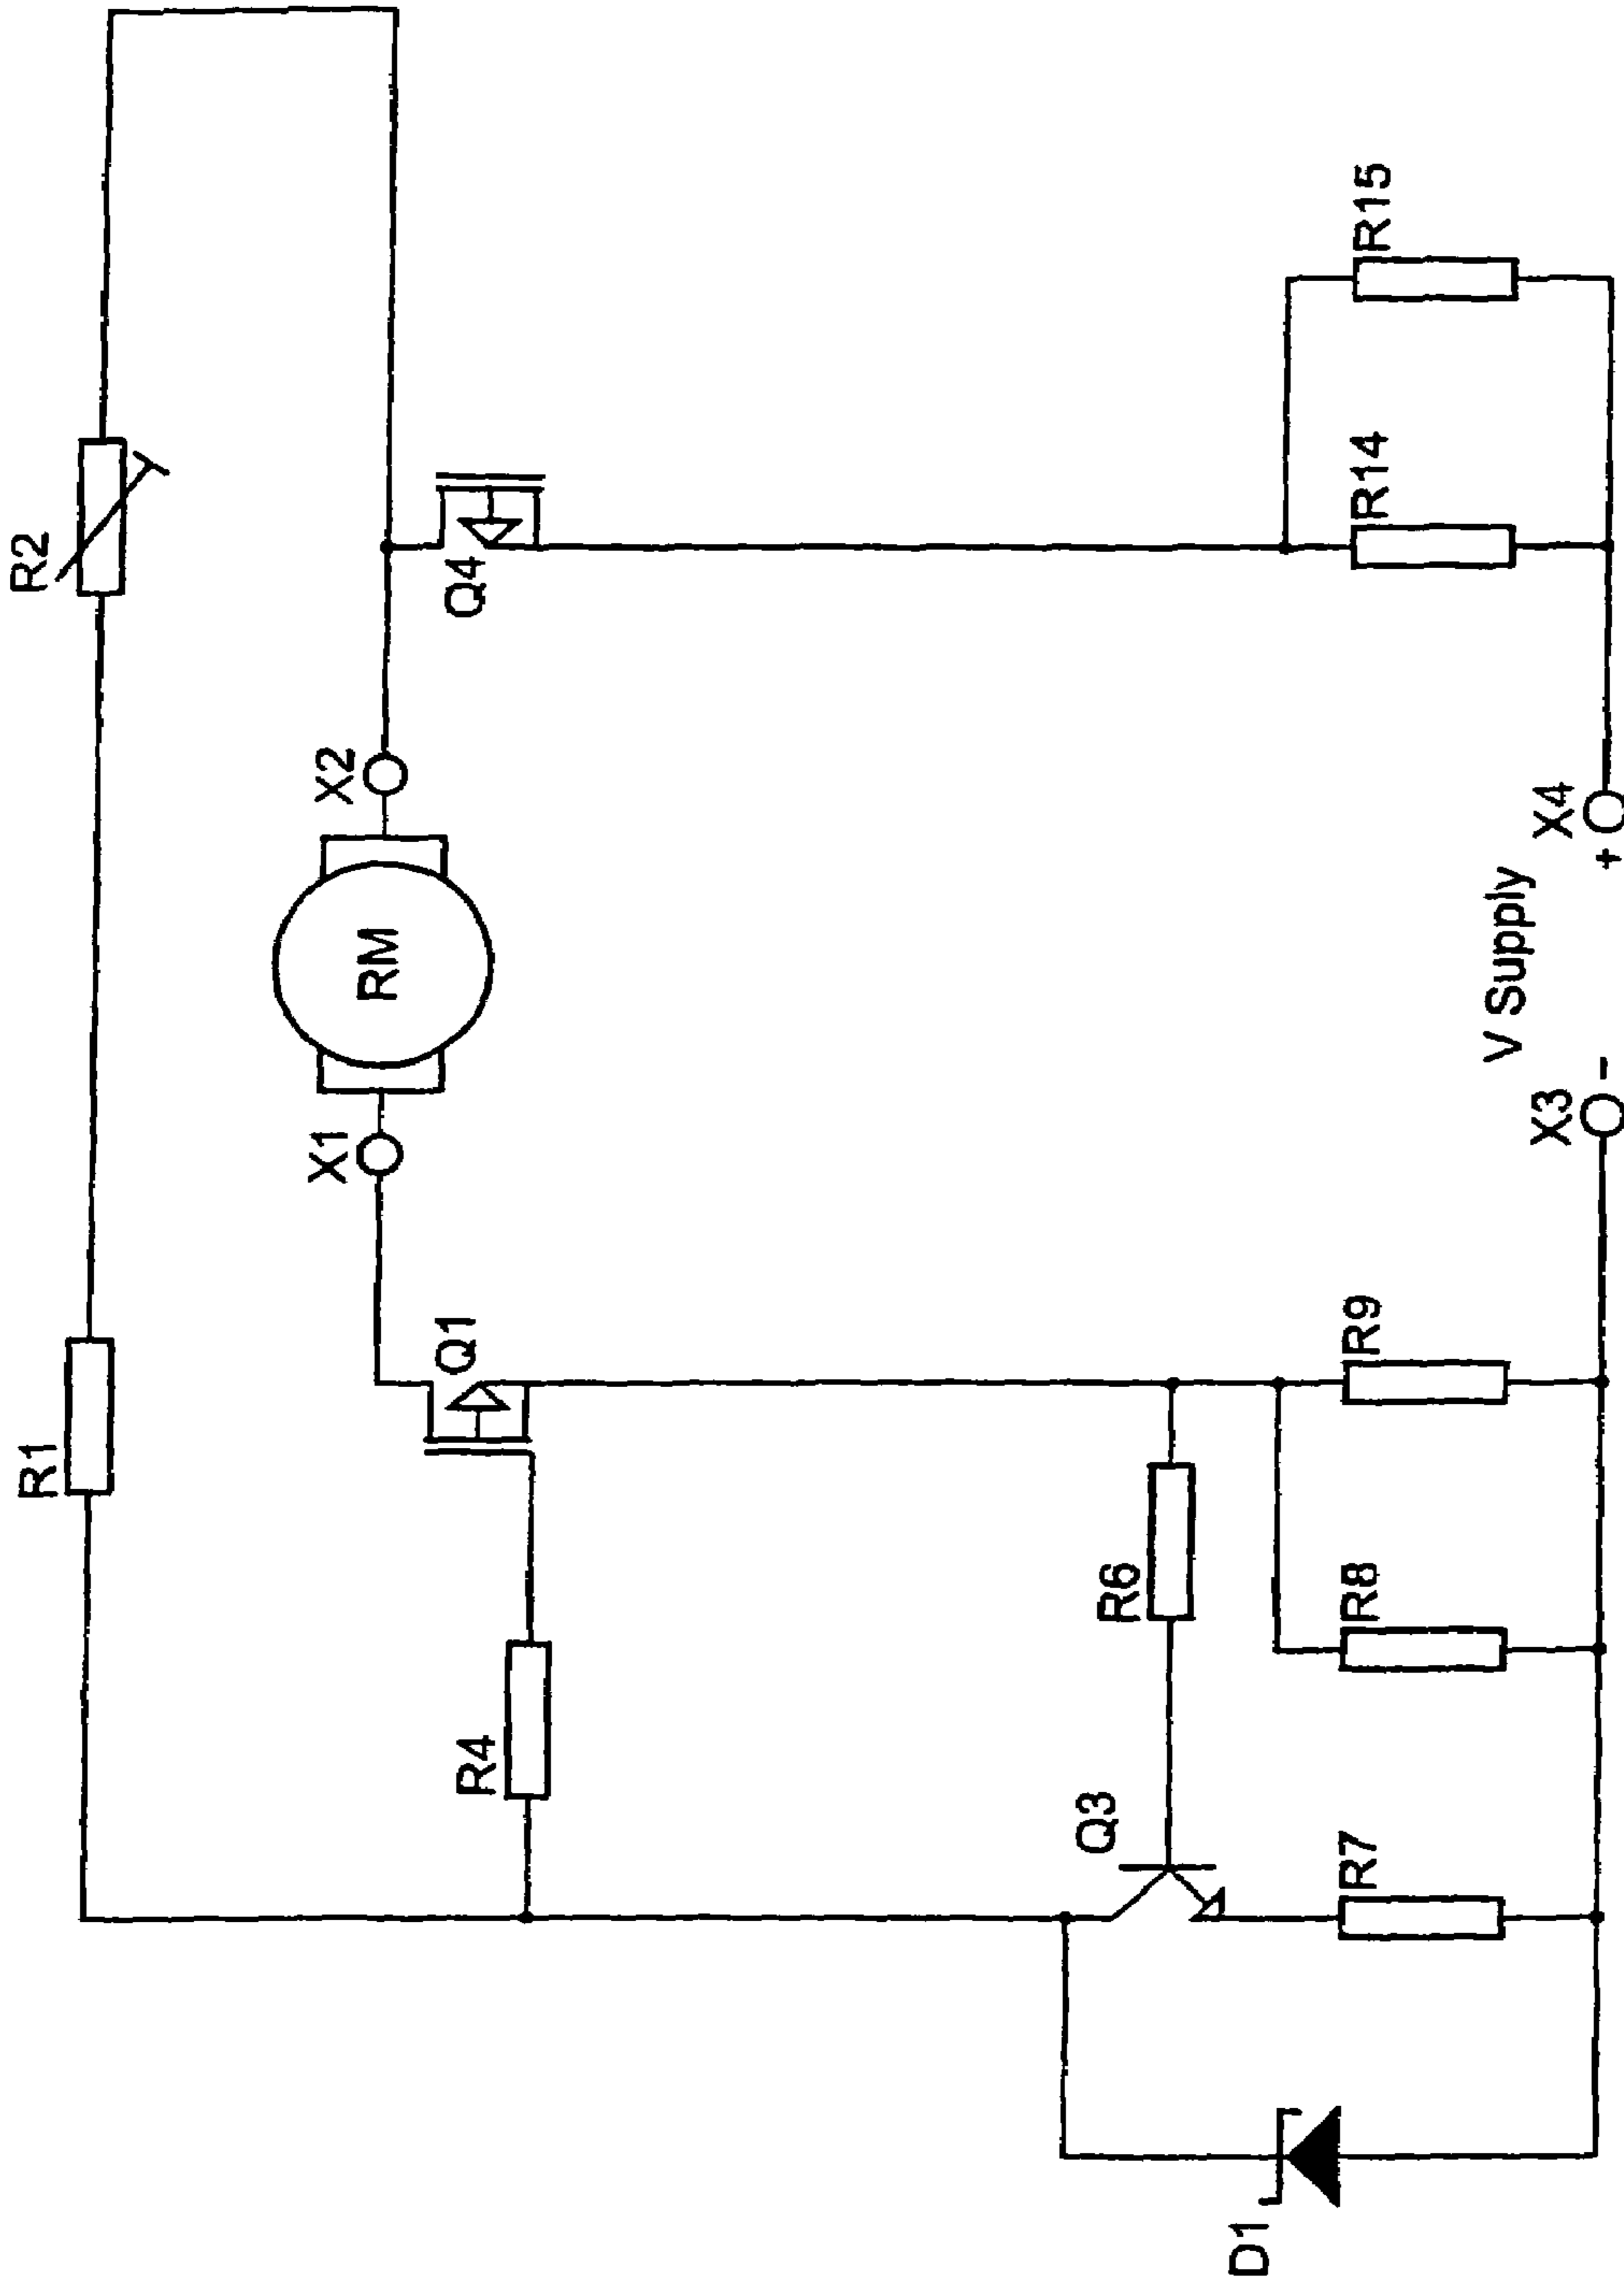 R1
R2
X1
X2
RM
Q1
Q4
R4
Q3
R6
D1
R7
R8
R9
R14
R15
V Supply
X3
X4
-
+